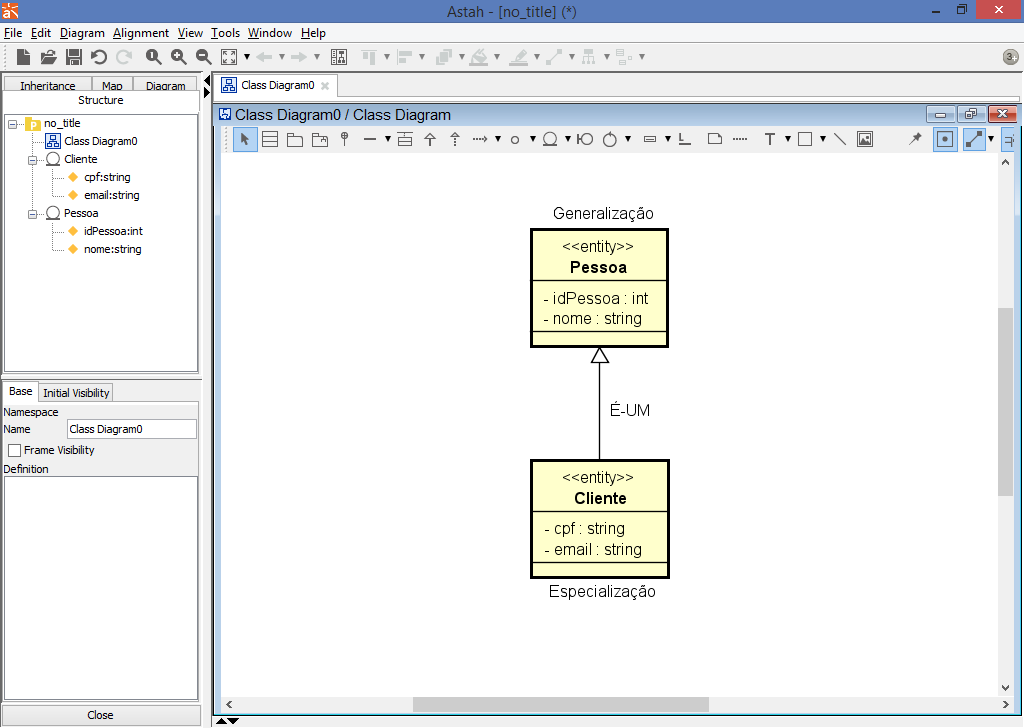 Astah - [no_title] (*)
File Edit Diagram Alignment View Tools Window Help
3+
Inheritance Map Diagram
Structure
no_title
Class Diagram0
Cliente
cpf:string
email:string
Pessoa
idPessoa:int
nome:string
Base Initial Visibility
Namespace
Name Class Diagram0
Frame Visibility
Definition
Close
Class Diagram0
Class Diagram0 / Class Diagram
T
Generalização
<<entity>>
Pessoa
- idPessoa : int
- nome : string
É-UM
<<entity>>
Cliente
- cpf : string
- email : string
Especialização